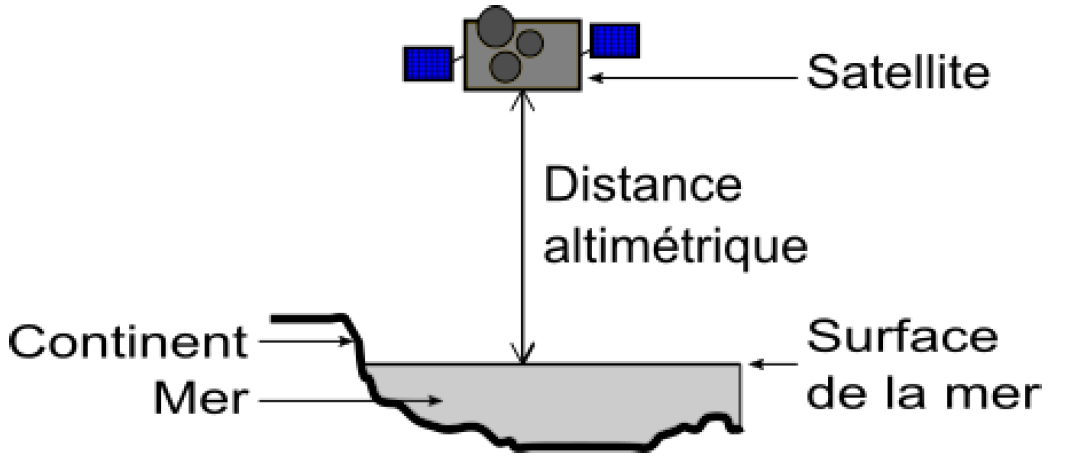 Satellite
Distance
altimétrique
Continent
Mer
Surface
de la mer